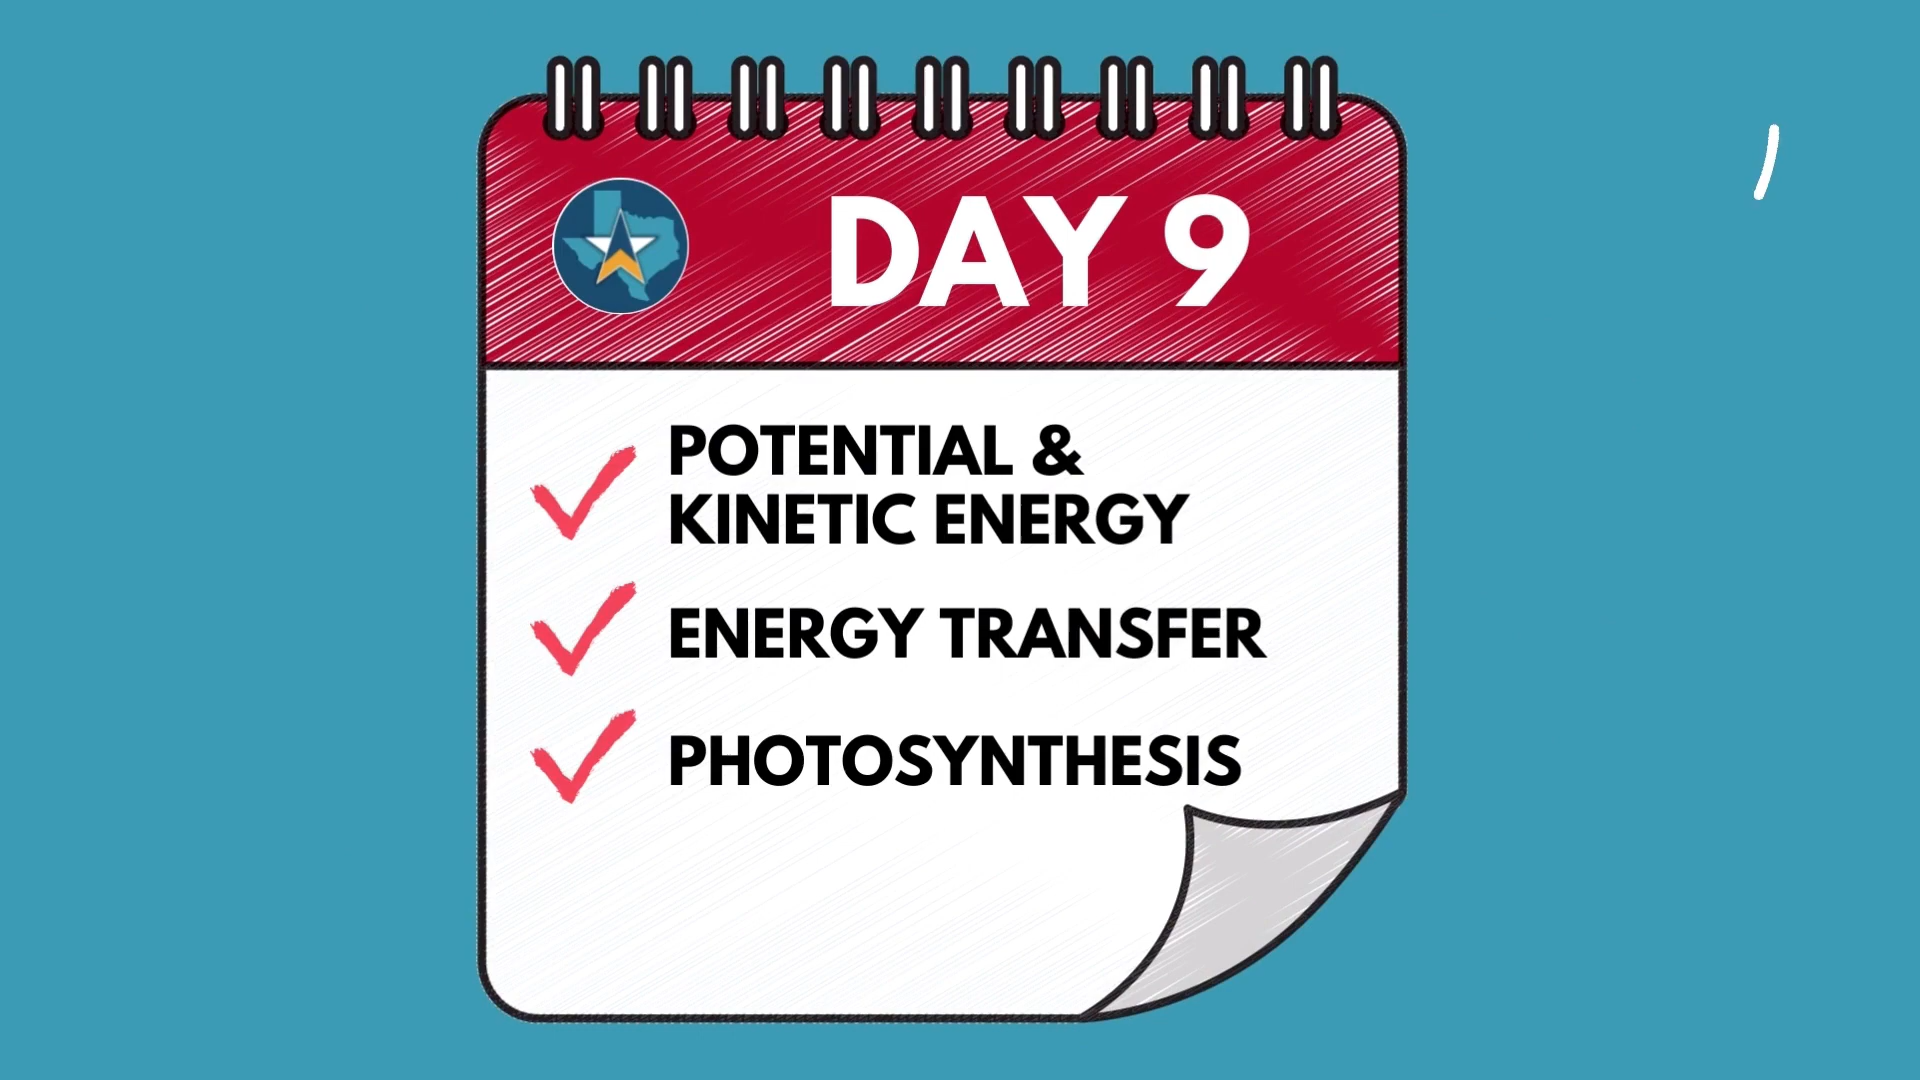 DAY 9
POTENTIAL &
KINETIC ENERGY
ENERGY TRANSFER
PHOTOSYNTHESIS